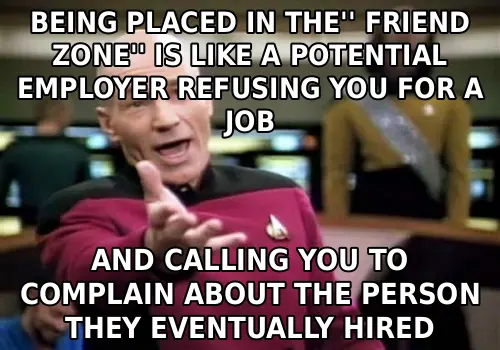 BEING PLACED IN THE'' FRIEND
ZONE'' IS LIKE A POTENTIAL
EMPLOYER REFUSING YOU FOR A
JOB
AND CALLING YOU TO
COMPLAIN ABOUT THE PERSON
THEY EVENTUALLY HIRED